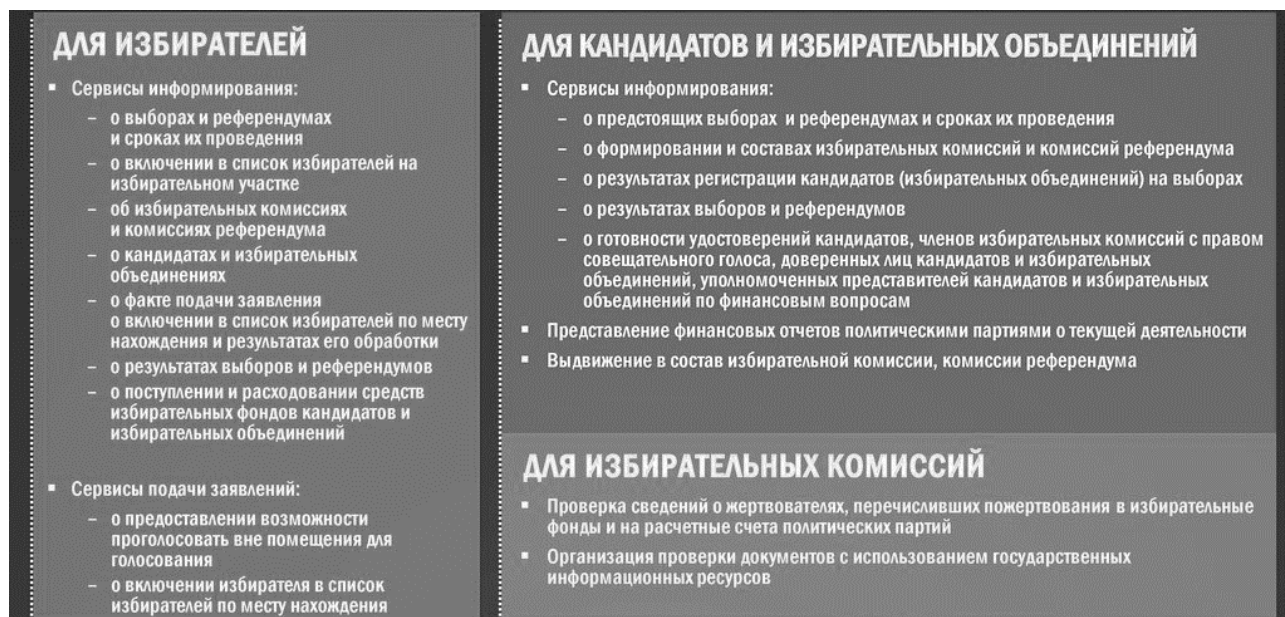 ДЛЯ ИЗБИРАТЕЛЕЙ
▪ Сервисы информирования:
– о выборах и референдумах
и сроках их проведения
– о включении в список избирателей на
избирательном участке
– об избирательных комиссиях
и комиссиях референдума
– о кандидатах и избирательных
объединениях
– о факте подачи заявления
о включении в список избирателей по месту
нахождения и результатах его обработки
– о результатах выборов и референдумов
– о поступлении и расходовании средств
избирательных фондов кандидатов и
избирательных объединений
▪ Сервисы подачи заявлений:
– о предоставлении возможности
проголосовать вне помещения для
голосования
– о включении избирателя в список
избирателей по месту нахождения
ДЛЯ КАНДИДАТОВ И ИЗБИРАТЕЛЬНЫХ ОБЪЕДИНЕНИЙ
▪ Сервисы информирования:
– о предстоящих выборах и референдумах и сроках их проведения
– о формировании и составах избирательных комиссий и комиссий референдума
– о результатах регистрации кандидатов (избирательных объединений) на выборах
– о результатах выборов и референдумов
– о готовности удостоверений кандидатов, членов избирательных комиссий с правом
совещательного голоса, доверенных лиц кандидатов и избирательных
объединений, уполномоченных представителей кандидатов и избирательных
объединений по финансовым вопросам
▪ Представление финансовых отчетов политическими партиями о текущей деятельности
▪ Выдвижение в состав избирательной комиссии, комиссии референдума
ДЛЯ ИЗБИРАТЕЛЬНЫХ КОМИССИЙ
▪ Проверка сведений о жертвователях, перечисливших пожертвования в избирательные
фонды и на расчетные счета политических партий
▪ Организация проверки документов с использованием государственных
информационных ресурсов